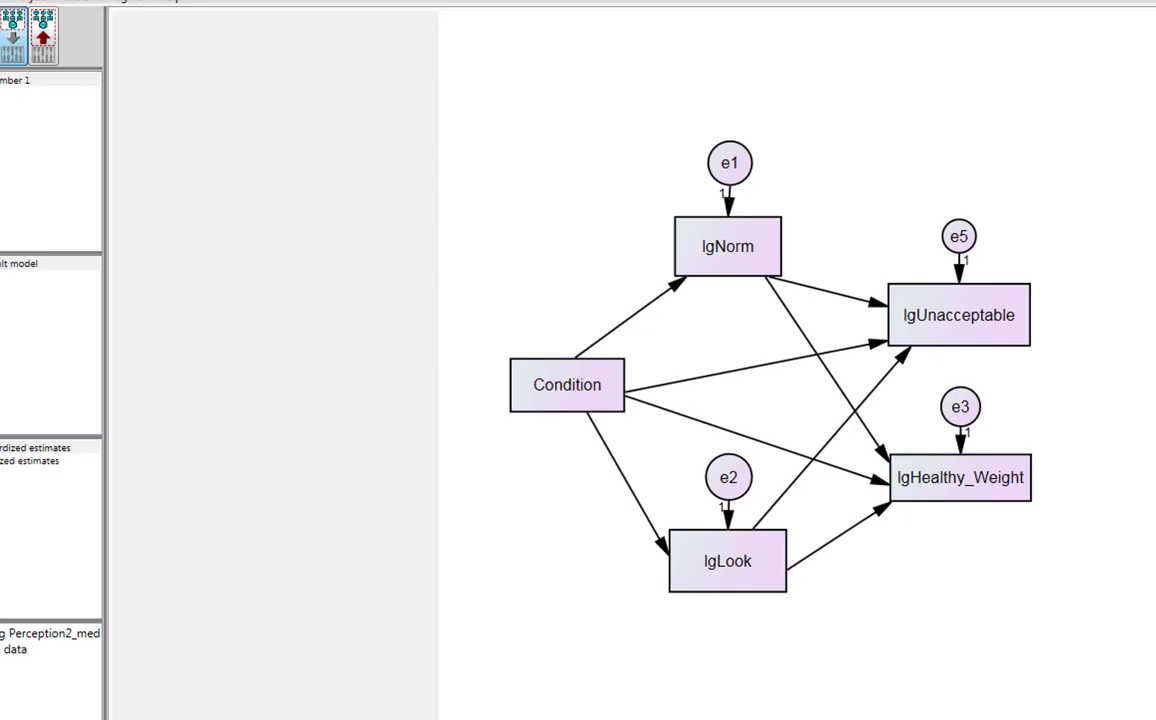 mber 1
ult model
rdized estimates
zed estimates
g Perception2_med
data
e1
1
lgNorm
e5
1
lgUnacceptable
Condition
e3
1
lgHealthy_Weight
e2
1
lgLook